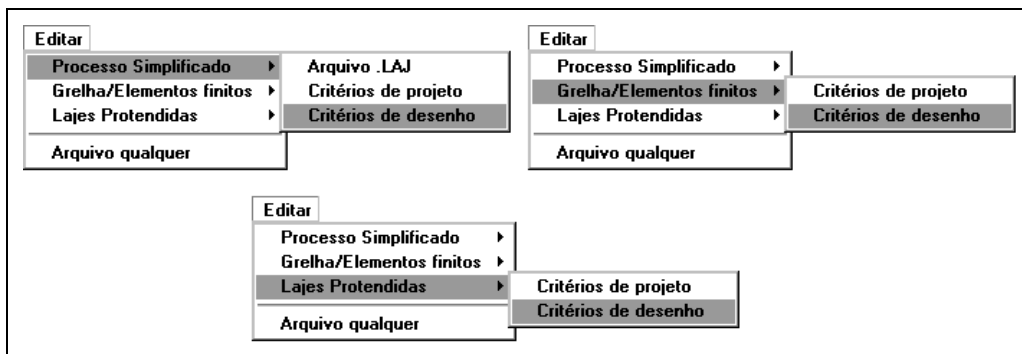 Editar
Processo Simplificado
Grelha/Elementos finitos
Lajes Protendidas
Arquivo qualquer
Arquivo .LAJ
Critérios de projeto
Critérios de desenho
Editar
Processo Simplificado
Grelha/Elementos finitos
Lajes Protendidas
Arquivo qualquer
Critérios de projeto
Critérios de desenho
Editar
Processo Simplificado
Grelha/Elementos finitos
Lajes Protendidas
Arquivo qualquer
Critérios de projeto
Critérios de desenho